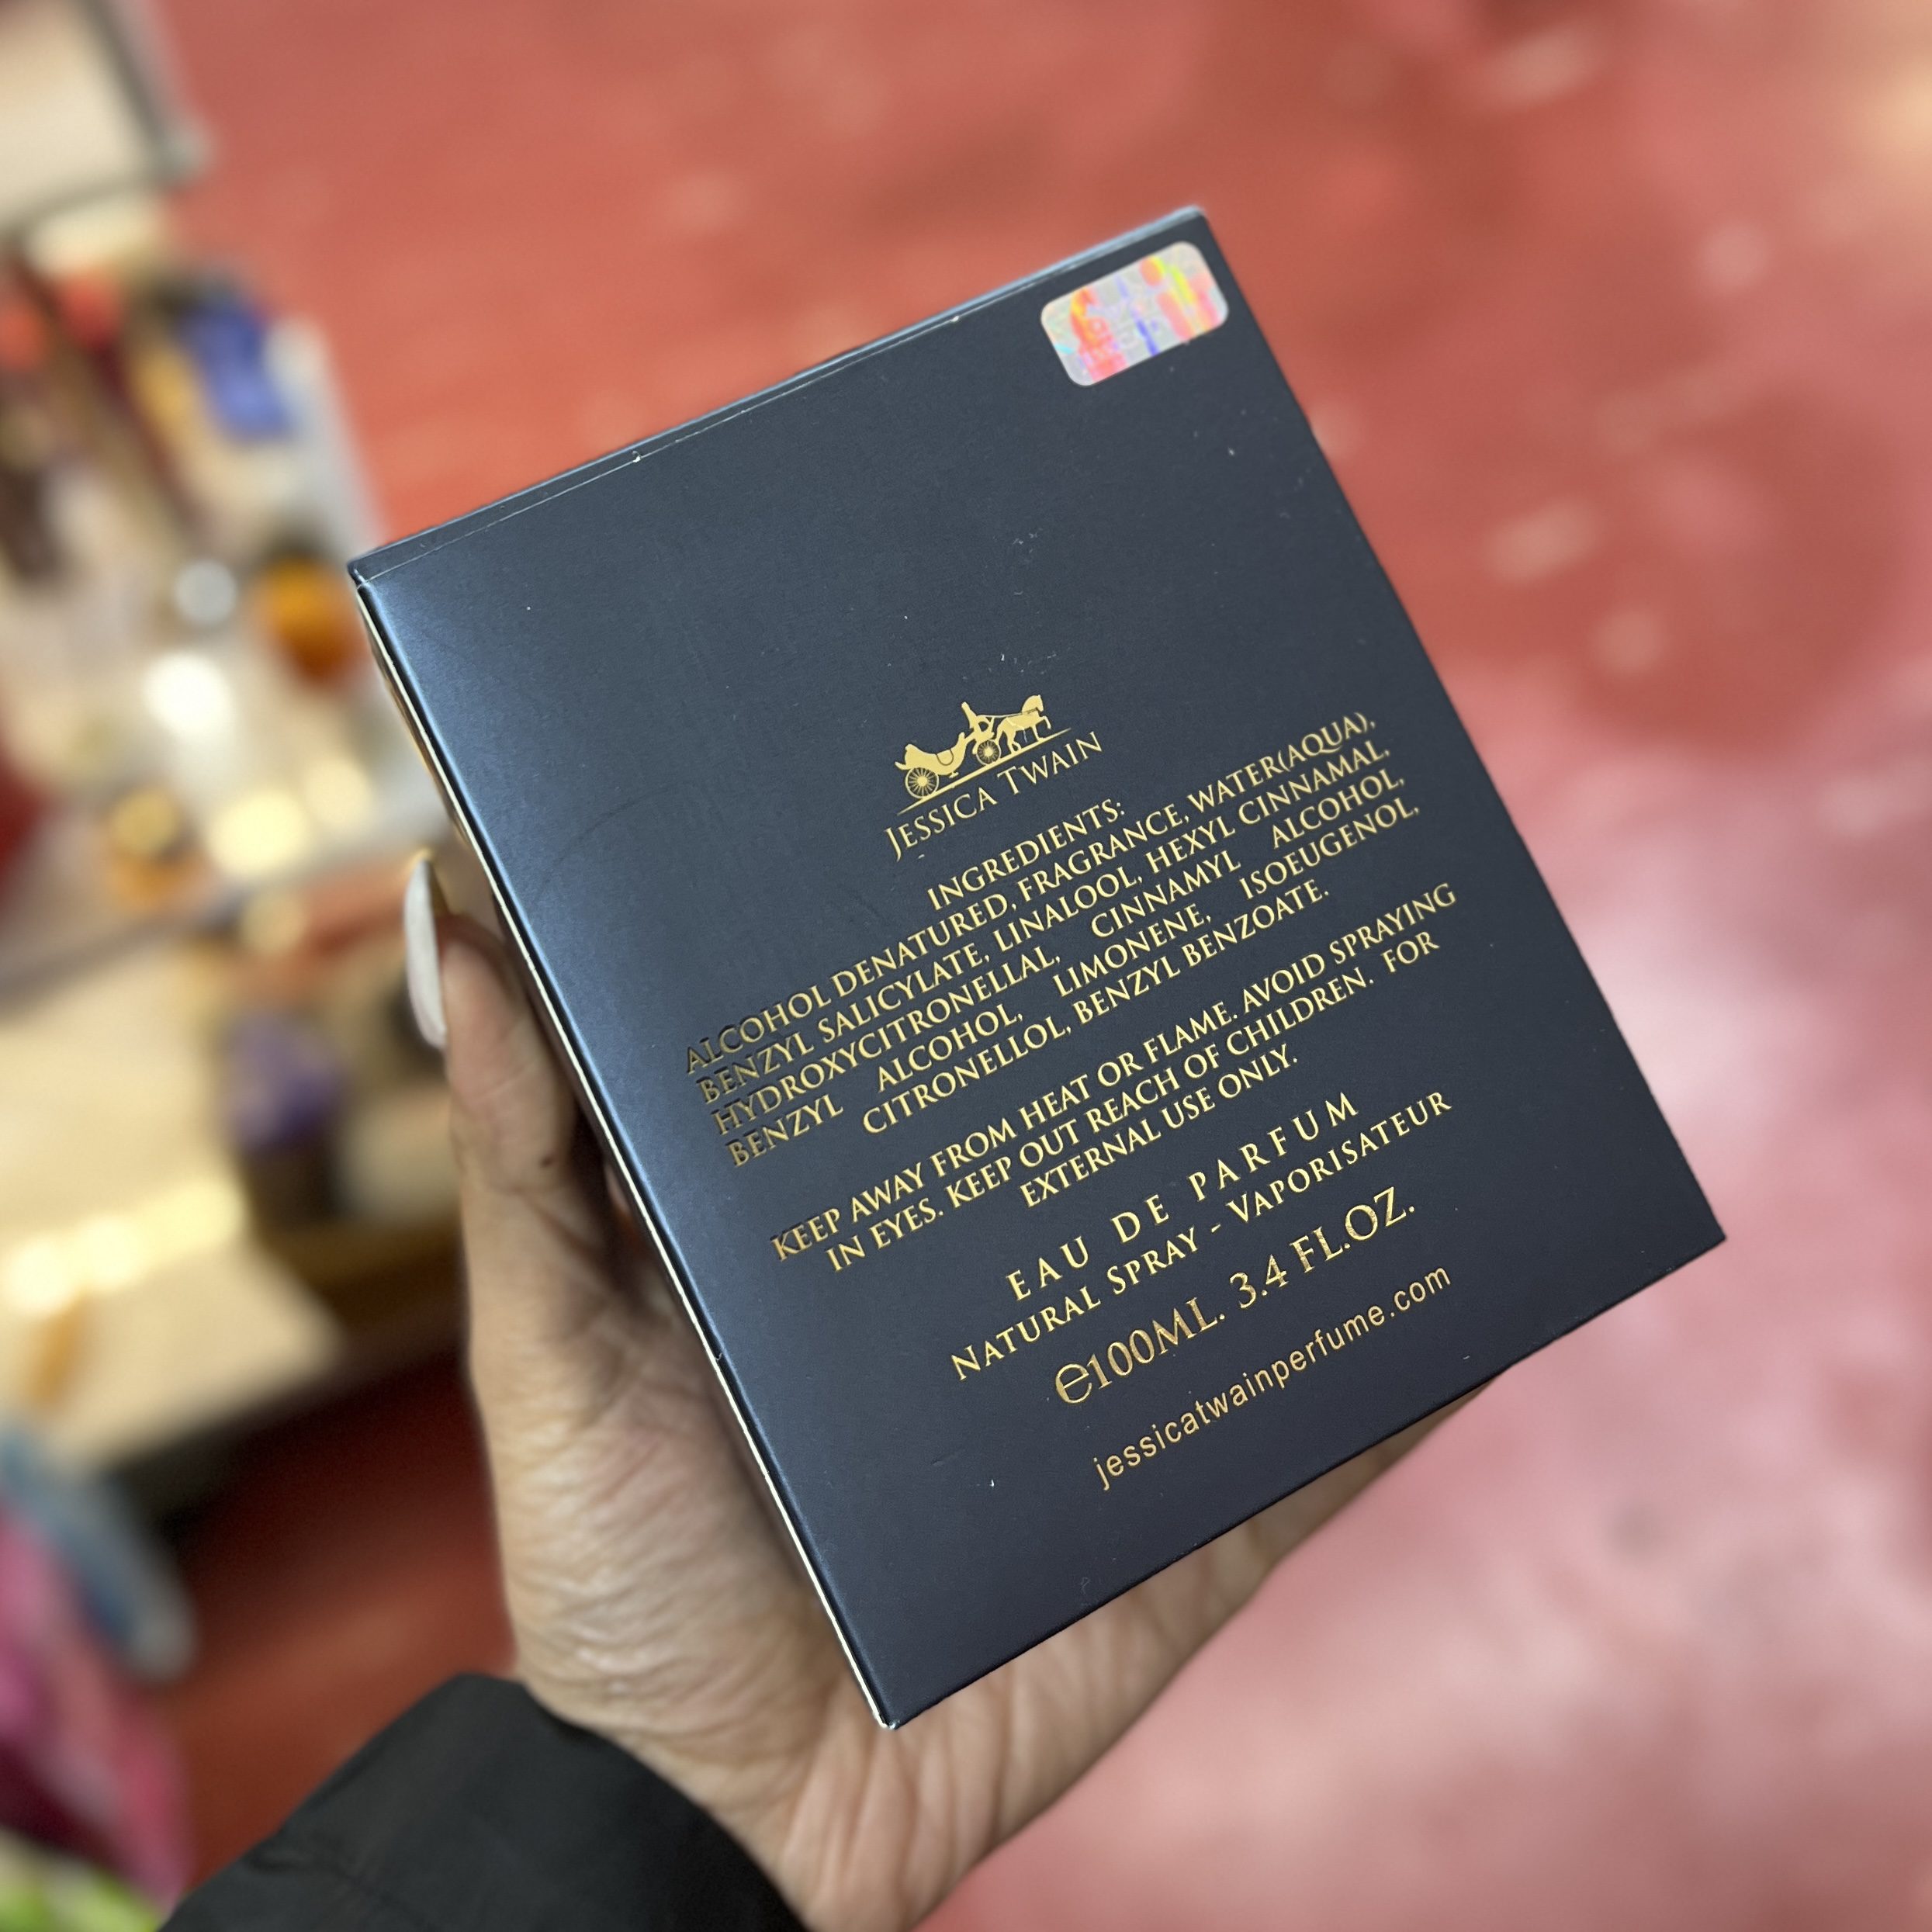 JESSICA TWAIN
INGREDIENTS:
ALCOHOL DENATURED, FRAGRANCE, WATER(AQUA),
BENZYL SALICYLATE, LINALOOL, HEXYL CINNAMAL,
HYDROXYCITRONELLAL, CINNAMYL ALCOHOL,
BENZYL ALCOHOL, LIMONENE, ISOEUGENOL,
CITRONELLOL, BENZYL BENZOATE.
KEEP AWAY FROM HEAT OR FLAME. AVOID SPRAYING
IN EYES. KEEP OUT REACH OF CHILDREN. FOR
EXTERNAL USE ONLY.
EAU DE PARFUM
NATURAL SPRAY - VAPORISATEUR
℮100ML. 3.4 FL.OZ.
jessicatwainperfume.com